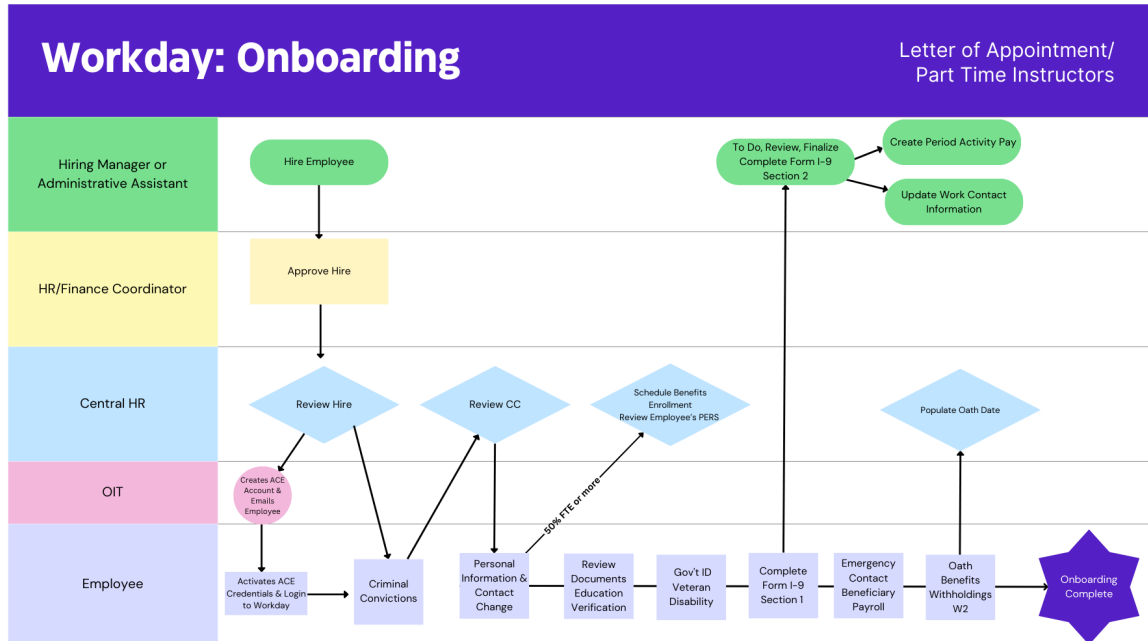 Workday: Onboarding
Letter of Appointment/
Part Time Instructors
Hiring Manager or
Administrative Assistant
Hire Employee
To Do, Review, Finalize
Complete Form I-9
Section 2
Create Period Activity Pay
Update Work Contact
Information
HR/Finance Coordinator
Approve Hire
Central HR
Review Hire
Review CC
Schedule Benefits
Enrollment
Review Employee's PERS
Populate Oath Date
OIT
Creates ACE
Account &
Emails
Employee
50% FTE or more
Employee
Activates ACE
Credentials & Login
to Workday
Criminal
Convictions
Personal
Information &
Contact
Change
Review
Documents
Education
Verification
Gov't ID
Veteran
Disability
Complete
Form I-9
Section 1
Emergency
Contact
Beneficiary
Payroll
Oath
Benefits
Withholdings
W2
Onboarding
Complete